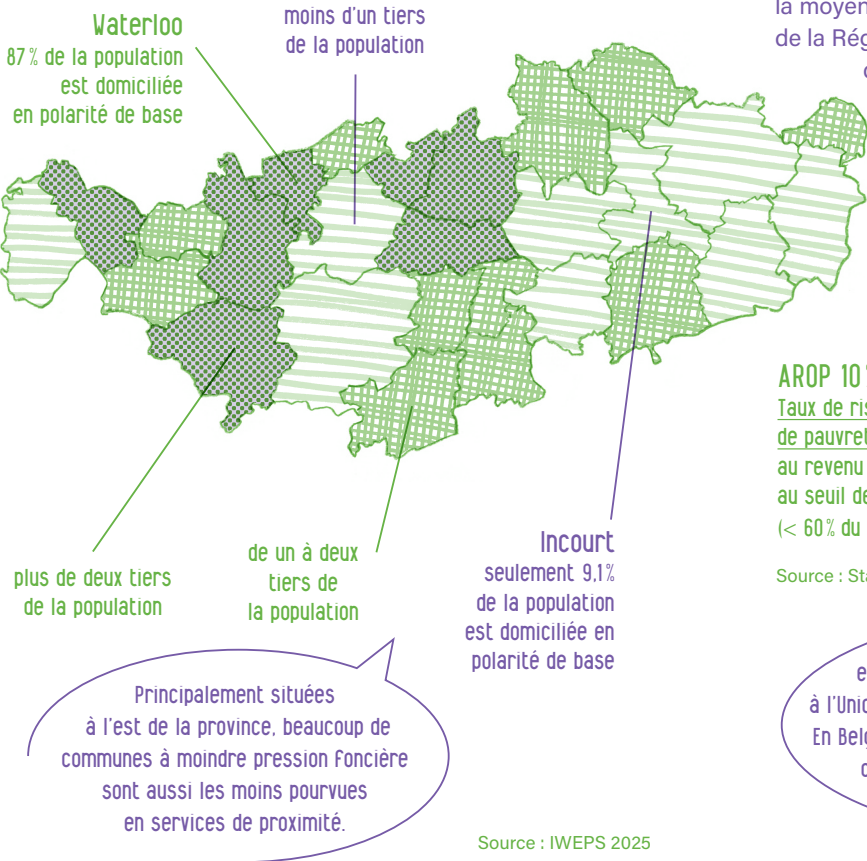 Waterloo
87 % de la population
est domiciliée
en polarité de base
moins d'un tiers
de la population
la moyen
de la Rég
plus de deux tiers
de la population
de un à deux
tiers de
la population
Incourt
seulement 9,1 %
de la population
est domiciliée en
polarité de base
Principalement situées
à l'est de la province, beaucoup de
communes à moindre pression foncière
sont aussi les moins pourvues
en services de proximité.
Source : IWEPS 2025
AROP 10
Taux de ris
de pauvret
au revenu
au seuil de
(< 60 % du
Source : Sta
e
à l'Unio
En Belg